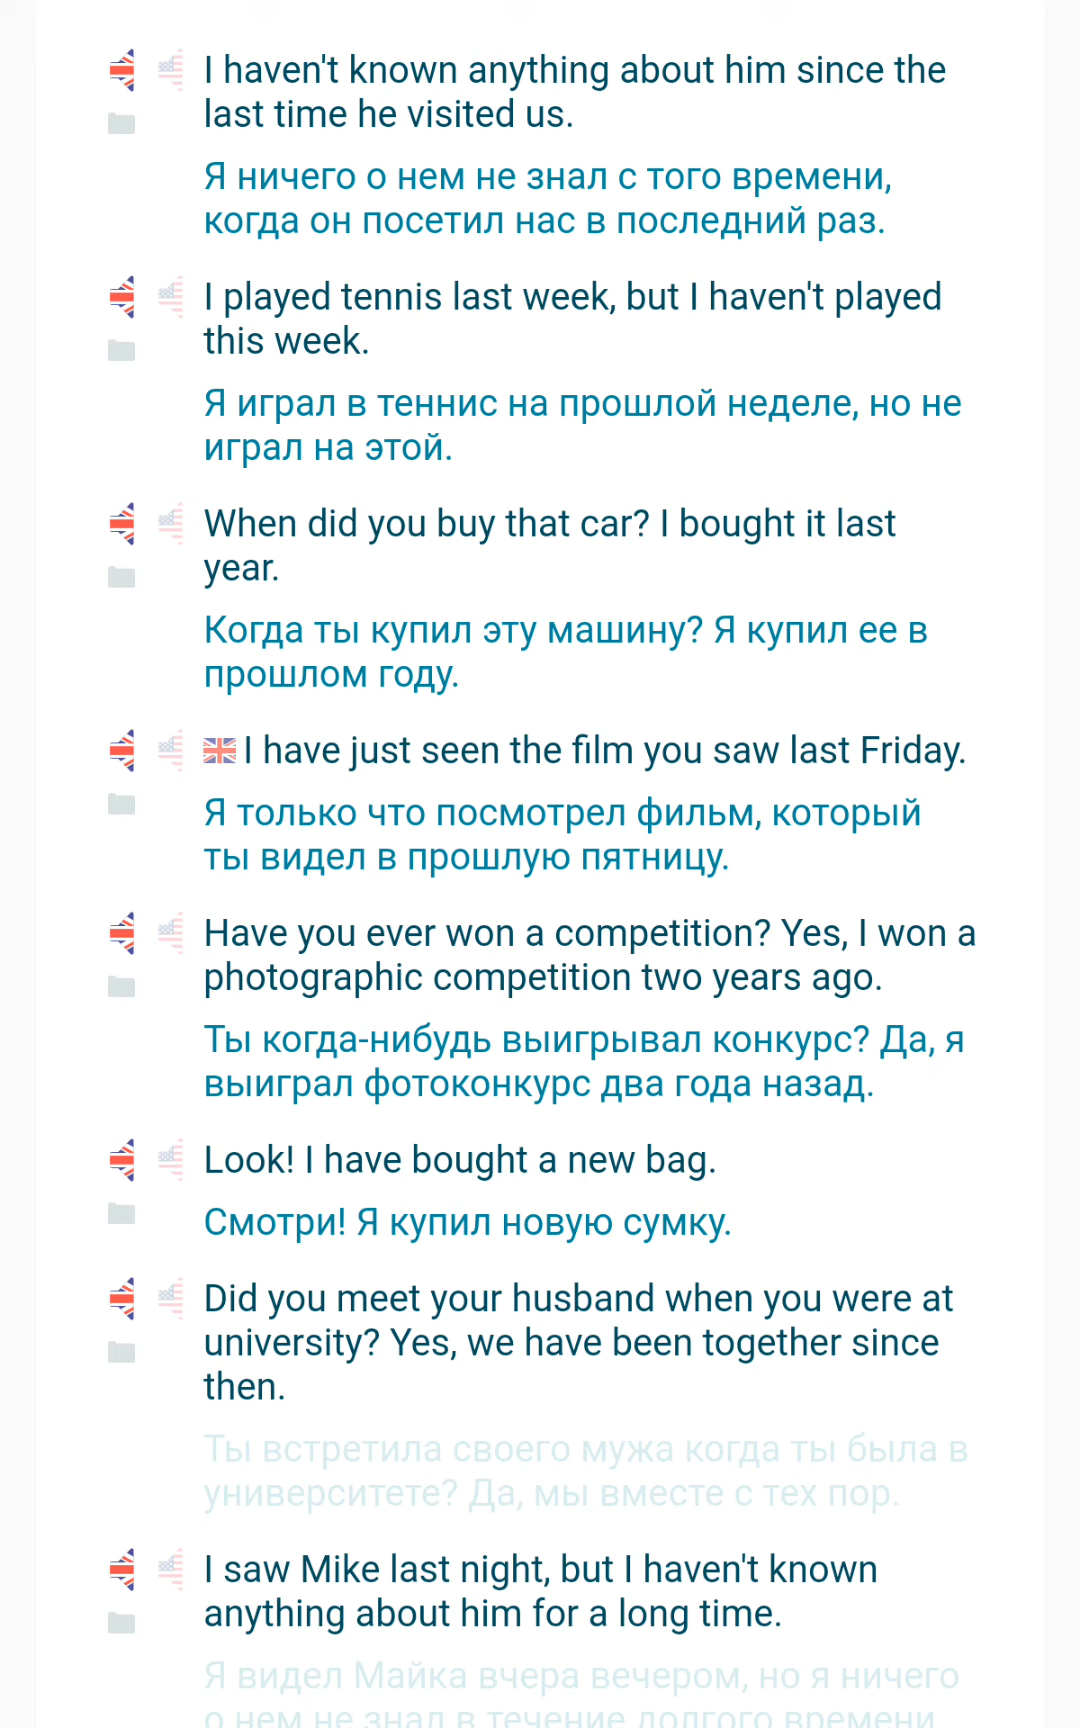 I haven't known anything about him since the
last time he visited us.
Я ничего о нем не знал с того времени,
когда он посетил нас в последний раз.
I played tennis last week, but I haven't played
this week.
Я играл в теннис на прошлой неделе, но не
играл на этой.
When did you buy that car? I bought it last
year.
Когда ты купил эту машину? Я купил ее в
прошлом году.
I have just seen the film you saw last Friday.
Я только что посмотрел фильм, который
ты видел в прошлую пятницу.
Have you ever won a competition? Yes, I won a
photographic competition two years ago.
Ты когда-нибудь выигрывал конкурс? Да, я
выиграл фотоконкурс два года назад.
Look! I have bought a new bag.
Смотри! Я купил новую сумку.
Did you meet your husband when you were at
university? Yes, we have been together since
then.
Ты встретила своего мужа когда ты была в
университете? Да, мы вместе с тех пор.
I saw Mike last night, but I haven't known
anything about him for a long time.
Я видел Майка вчера вечером, но я ничего
о нем не знал в течение долгого времени